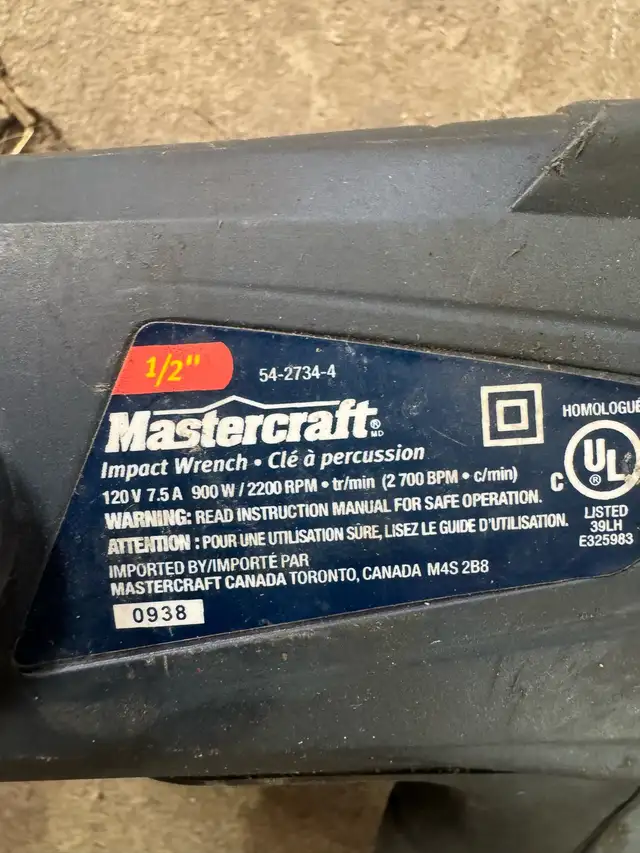 1/2" 54-2734-4
Mastercraft® MD
Impact Wrench • Clé à percussion
120 V 7.5 A 900 W / 2200 RPM • tr/min (2 700 BPM • c/min)
WARNING: READ INSTRUCTION MANUAL FOR SAFE OPERATION.
ATTENTION : POUR UNE UTILISATION SÛRE, LISEZ LE GUIDE D'UTILISATION.
IMPORTED BY/IMPORTÉ PAR
MASTERCRAFT CANADA TORONTO, CANADA M4S 2B8
0938
HOMOLOGUÉ
C UL ®
LISTED
39LH
E325983